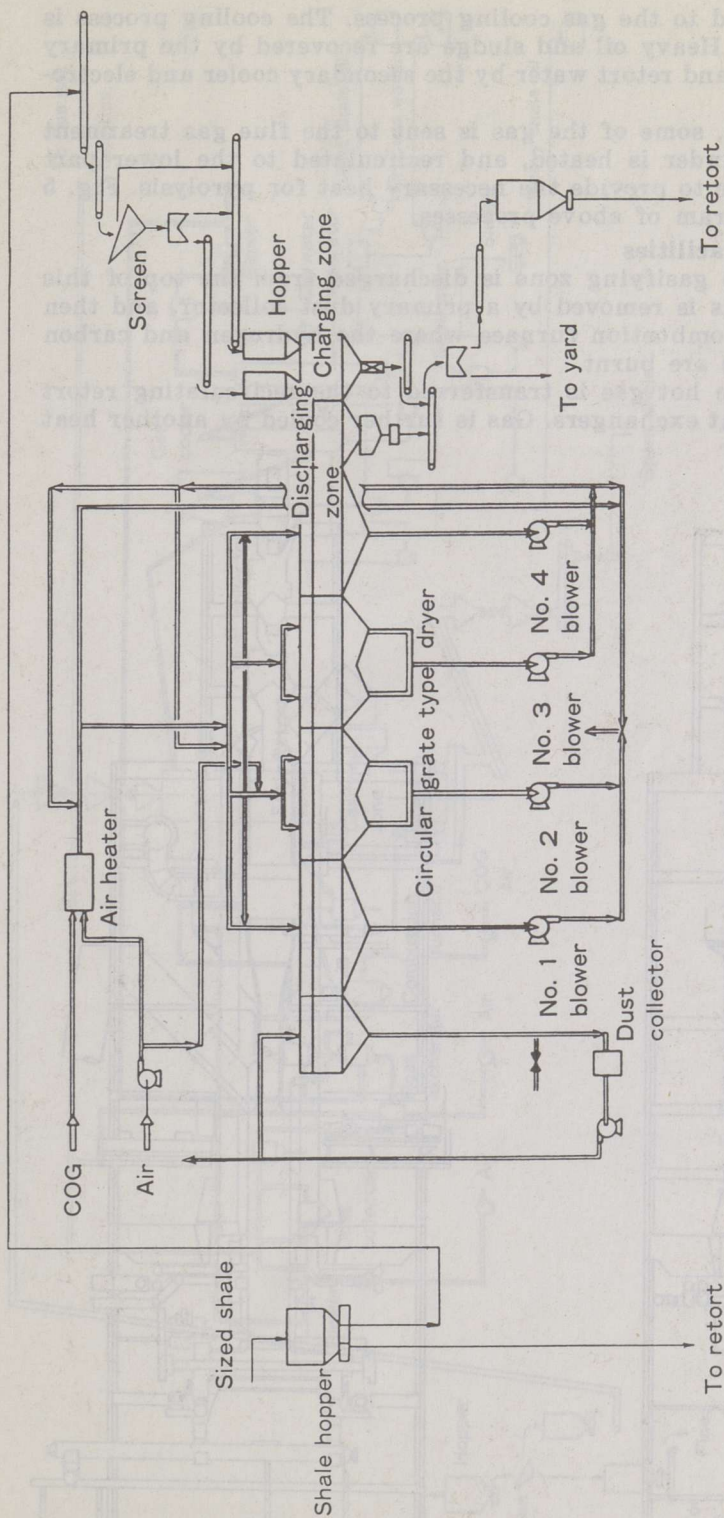 Sized shale
Shale hopper
To retort
COG
Air
Air heater
Screen
Hopper
Discharging zone
Charging zone
Circular grate type dryer
No. 1 blower
No. 2 blower
No. 3 blower
No. 4 blower
Dust collector
To yard
To retort